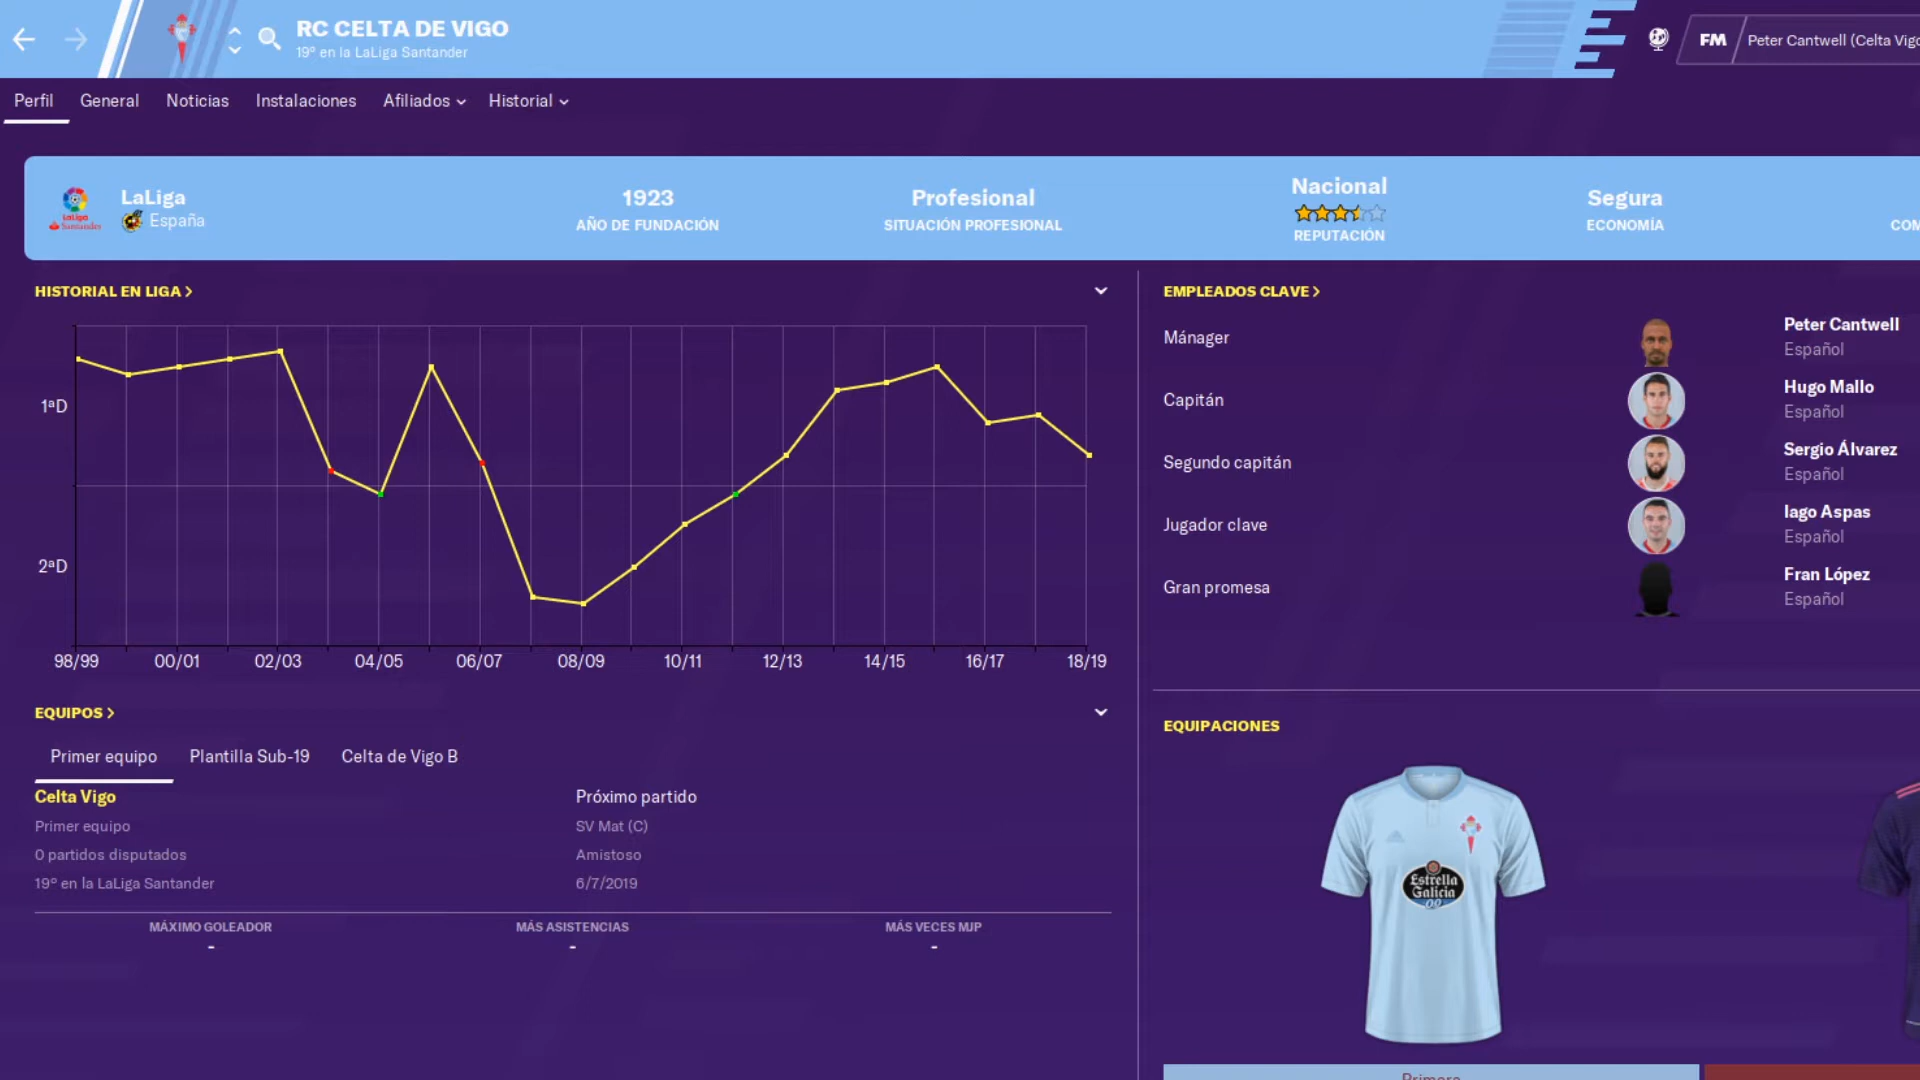 RC CELTA DE VIGO
19º en la LaLiga Santander
FM
Peter Cantwell (Celta Vigo
Perfil
General
Noticias
Instalaciones
Afiliados
Historial
LaLiga
España
LaLiga
Santander
1923
AÑO DE FUNDACIÓN
Profesional
SITUACIÓN PROFESIONAL
Nacional
REPUTACIÓN
Segura
ECONOMÍA
COM
HISTORIAL EN LIGA
1ªD
2ªD
98/99
00/01
02/03
04/05
06/07
08/09
10/11
12/13
14/15
16/17
18/19
EMPLEADOS CLAVE
Mánager
Peter Cantwell
Español
Capitán
Hugo Mallo
Español
Segundo capitán
Sergio Álvarez
Español
Jugador clave
Iago Aspas
Español
Gran promesa
Fran López
Español
EQUIPOS
Primer equipo
Plantilla Sub-19
Celta de Vigo B
Celta Vigo
Primer equipo
0 partidos disputados
19º en la LaLiga Santander
Próximo partido
SV Mat (C)
Amistoso
6/7/2019
MÁXIMO GOLEADOR
-
MÁS ASISTENCIAS
-
MÁS VECES MJP
-
EQUIPACIONES
Estrella
Galicia
00
Primera